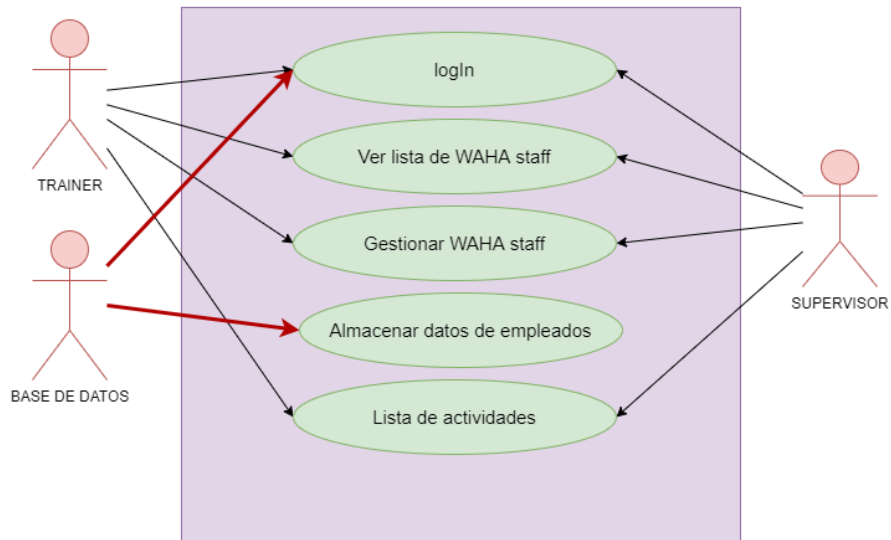 logIn
Ver lista de WAHA staff
TRAINER
Gestionar WAHA staff
SUPERVISOR
Almacenar datos de empleados
BASE DE DATOS
Lista de actividades